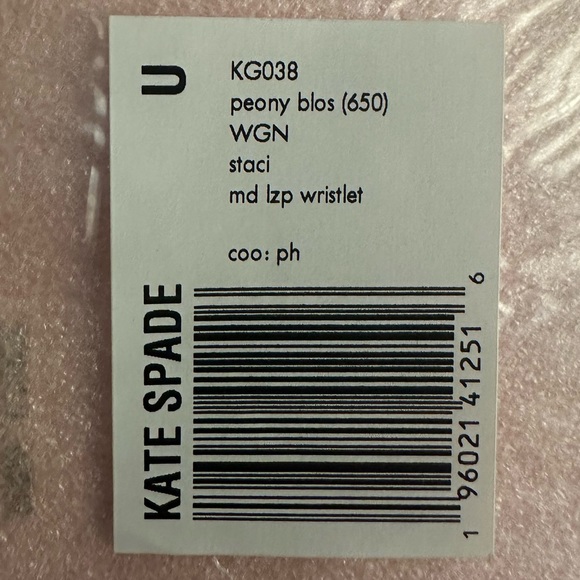 U
KG038
peony blos (650)
WGN
staci
md lzp wristlet
coo: ph
KATE SPADE
1 96021 41251 6